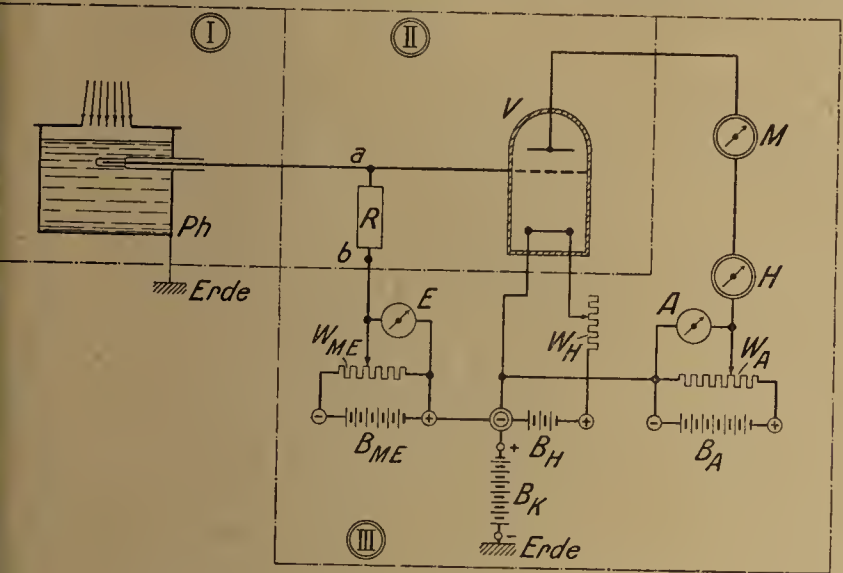 I
II
V
M
a
R
Ph
b
Erde
E
H
A
W_ME
W_H
W_A
B_ME
B_H
B_A
+
B_K
-
III
Erde